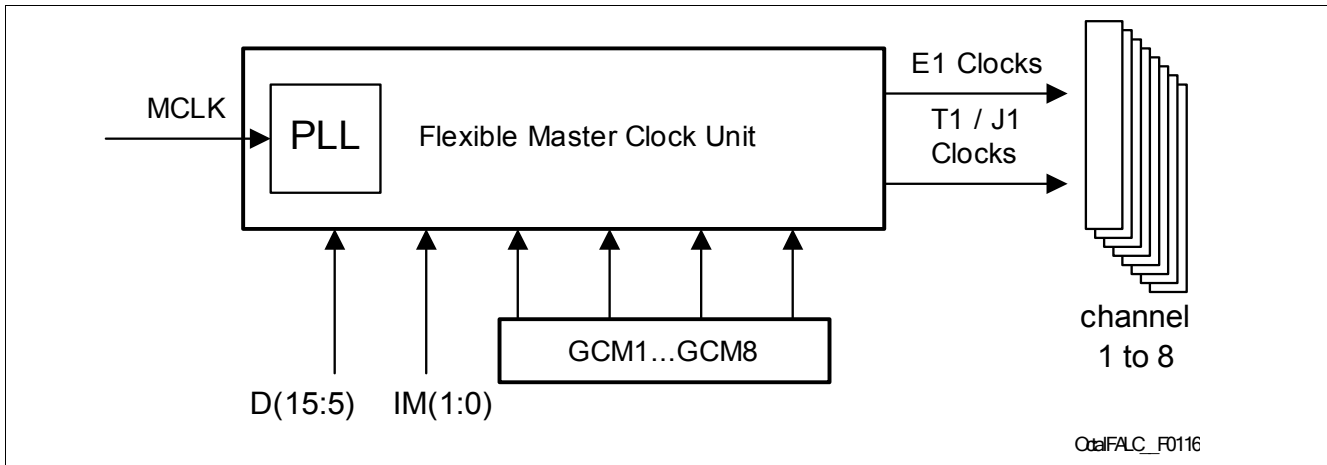 E1 Clocks
MCLK
PLL
Flexible Master Clock Unit
T1 / J1
Clocks
GCM1...GCM8
channel
1 to 8
D(15:5)
IM(1:0)
OctalFALC_F0116